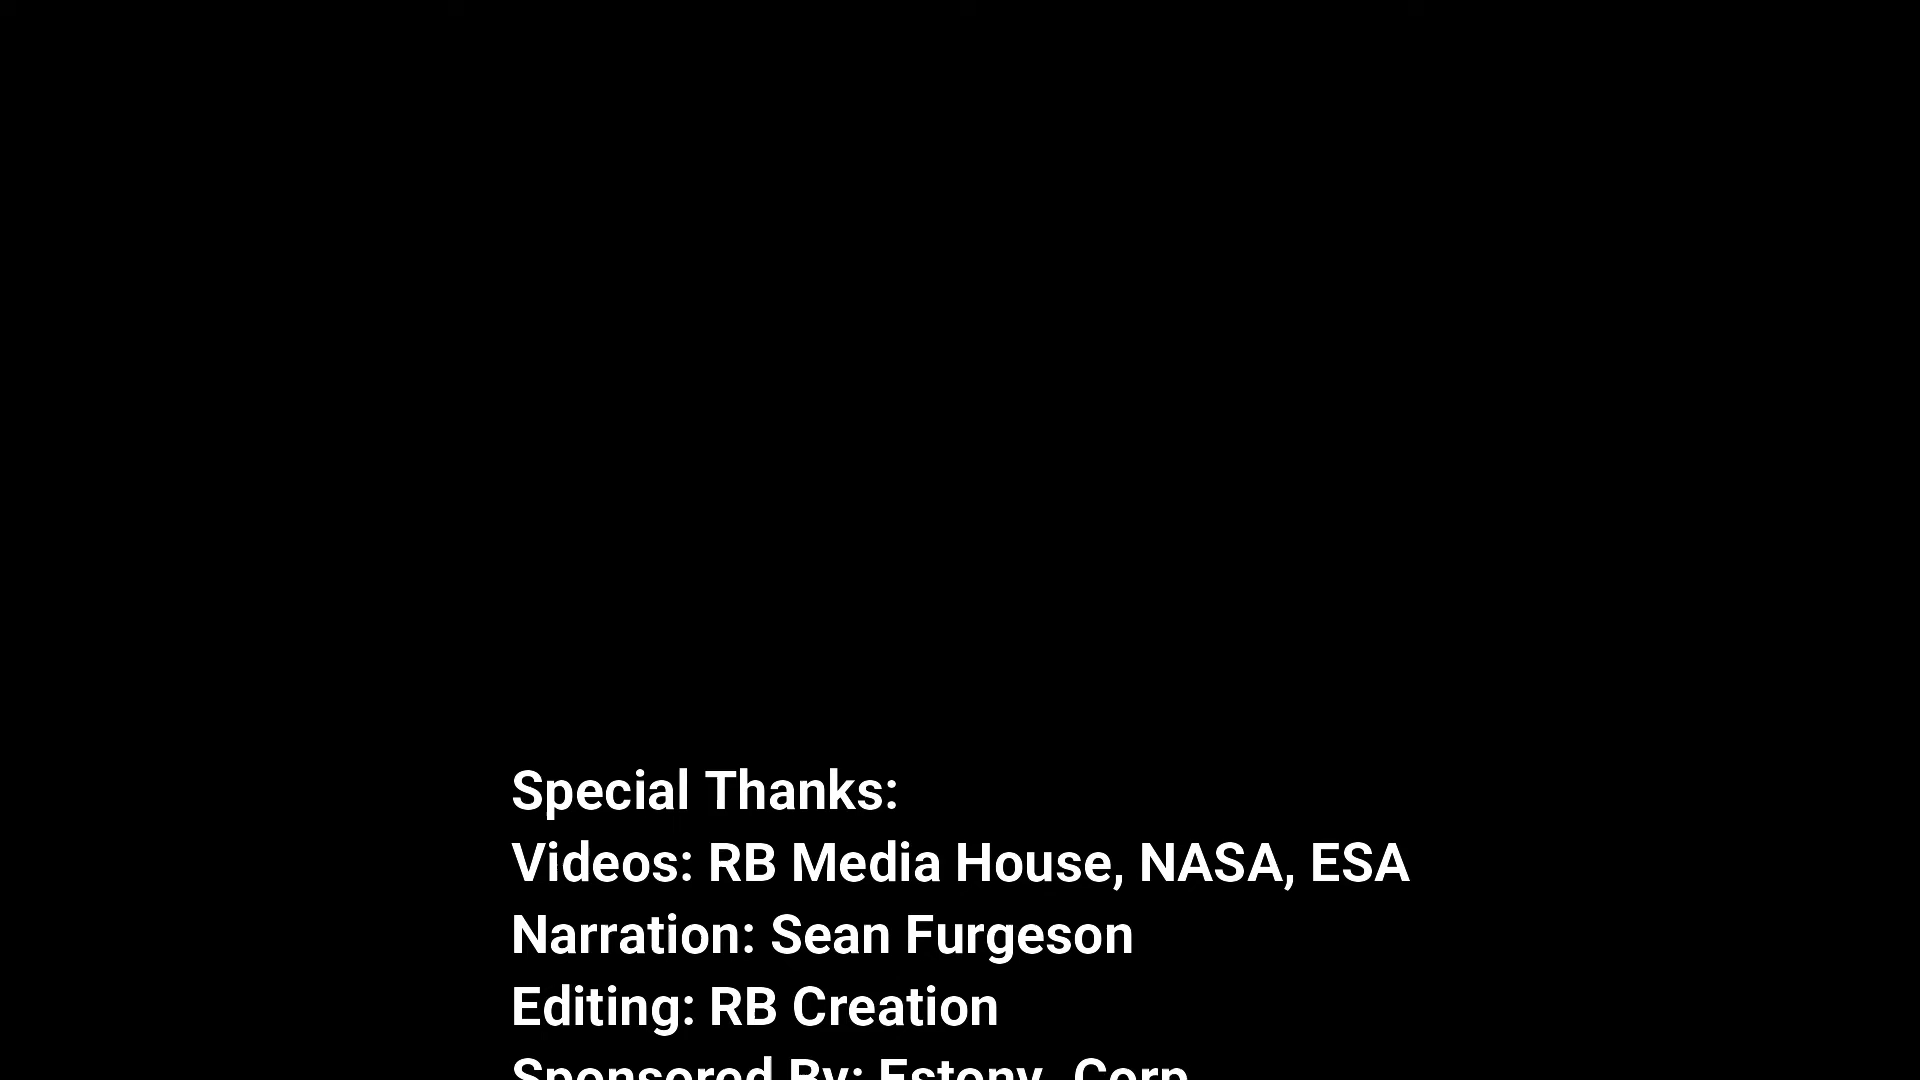 Special Thanks:
Videos: RB Media House, NASA, ESA
Narration: Sean Furgeson
Editing: RB Creation
Sponsored By: